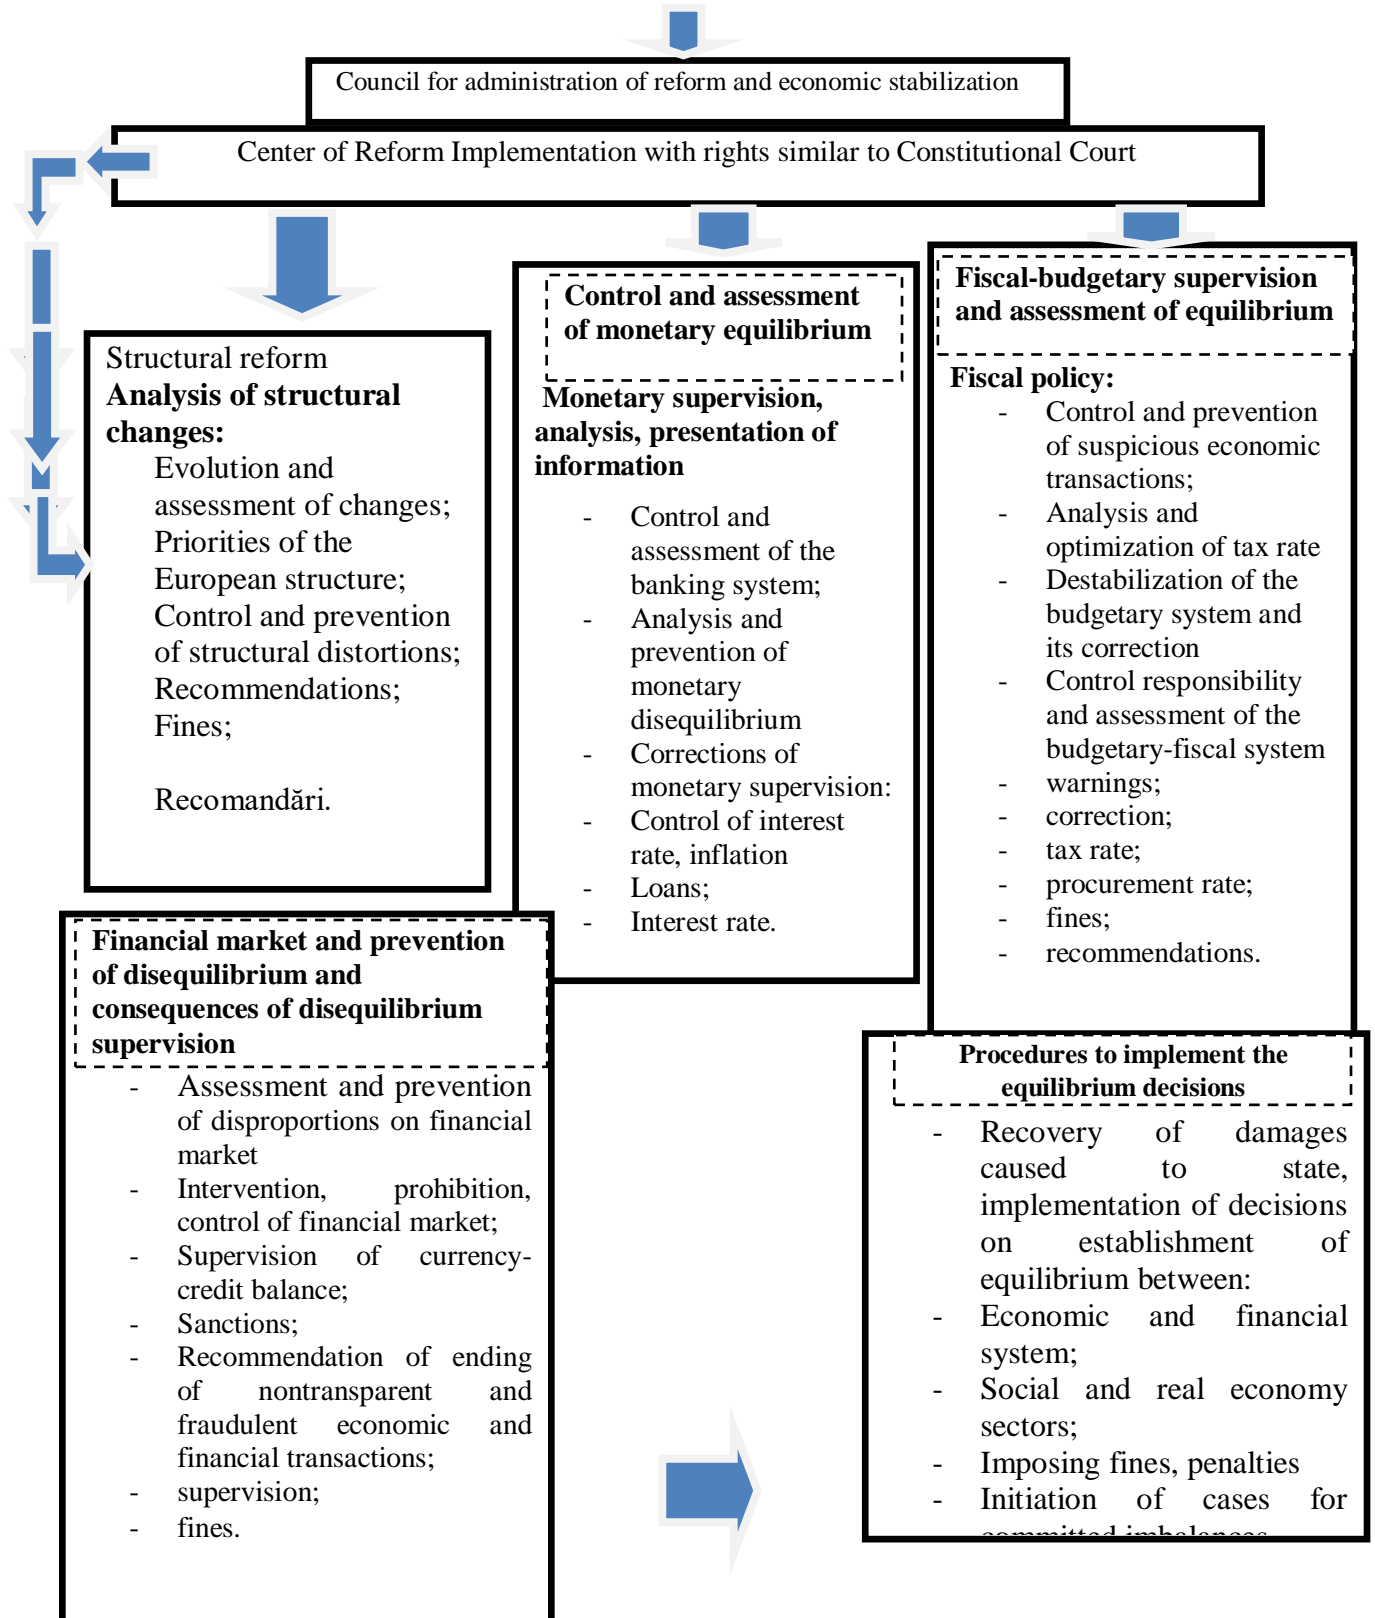 Council for administration of reform and economic stabilization
Center of Reform Implementation with rights similar to Constitutional Court
Structural reform
Analysis of structural
changes:
Evolution and
assessment of changes;
Priorities of the
European structure;
Control and prevention
of structural distortions;
Recommendations;
Fines;
Recomandări.
Control and assessment
of monetary equilibrium
Monetary supervision,
analysis, presentation of
information
- Control and
assessment of the
banking system;
- Analysis and
prevention of
monetary
disequilibrium
- Corrections of
monetary supervision:
- Control of interest
rate, inflation
- Loans;
- Interest rate.
Fiscal-budgetary supervision
and assessment of equilibrium
Fiscal policy:
- Control and prevention
of suspicious economic
transactions;
- Analysis and
optimization of tax rate
- Destabilization of the
budgetary system and
its correction
- Control responsibility
and assessment of the
budgetary-fiscal system
- warnings;
- correction;
- tax rate;
- procurement rate;
- fines;
- recommendations.
Financial market and prevention
of disequilibrium and
consequences of disequilibrium
supervision
- Assessment and prevention
of disproportions on financial
market
- Intervention, prohibition,
control of financial market;
- Supervision of currency-
credit balance;
- Sanctions;
- Recommendation of ending
of nontransparent and
fraudulent economic and
financial transactions;
- supervision;
- fines.
Procedures to implement the
equilibrium decisions
- Recovery of damages
caused to state,
implementation of decisions
on establishment of
equilibrium between:
- Economic and financial
system;
- Social and real economy
sectors;
- Imposing fines, penalties
- Initiation of cases for
committed imbalances